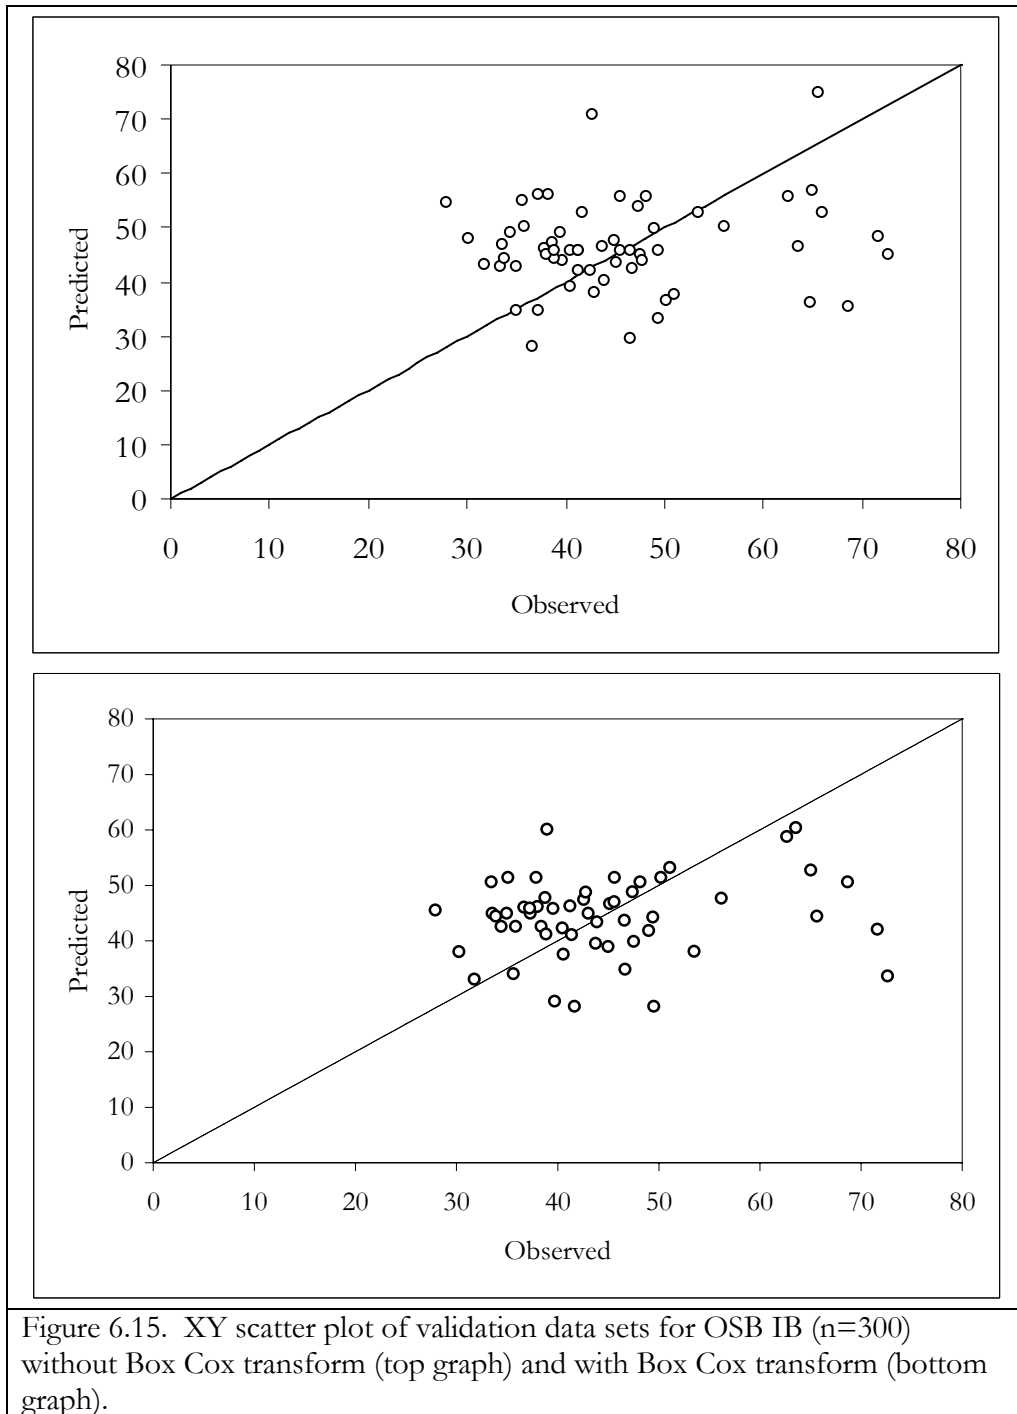 80
70
60
50
40
30
20
10
0
Predicted
0 10 20 30 40 50 60 70 80
Observed
80
70
60
50
40
30
20
10
0
Predicted
0 10 20 30 40 50 60 70 80
Observed
Figure 6.15. XY scatter plot of validation data sets for OSB IB (n=300)
without Box Cox transform (top graph) and with Box Cox transform (bottom
graph).